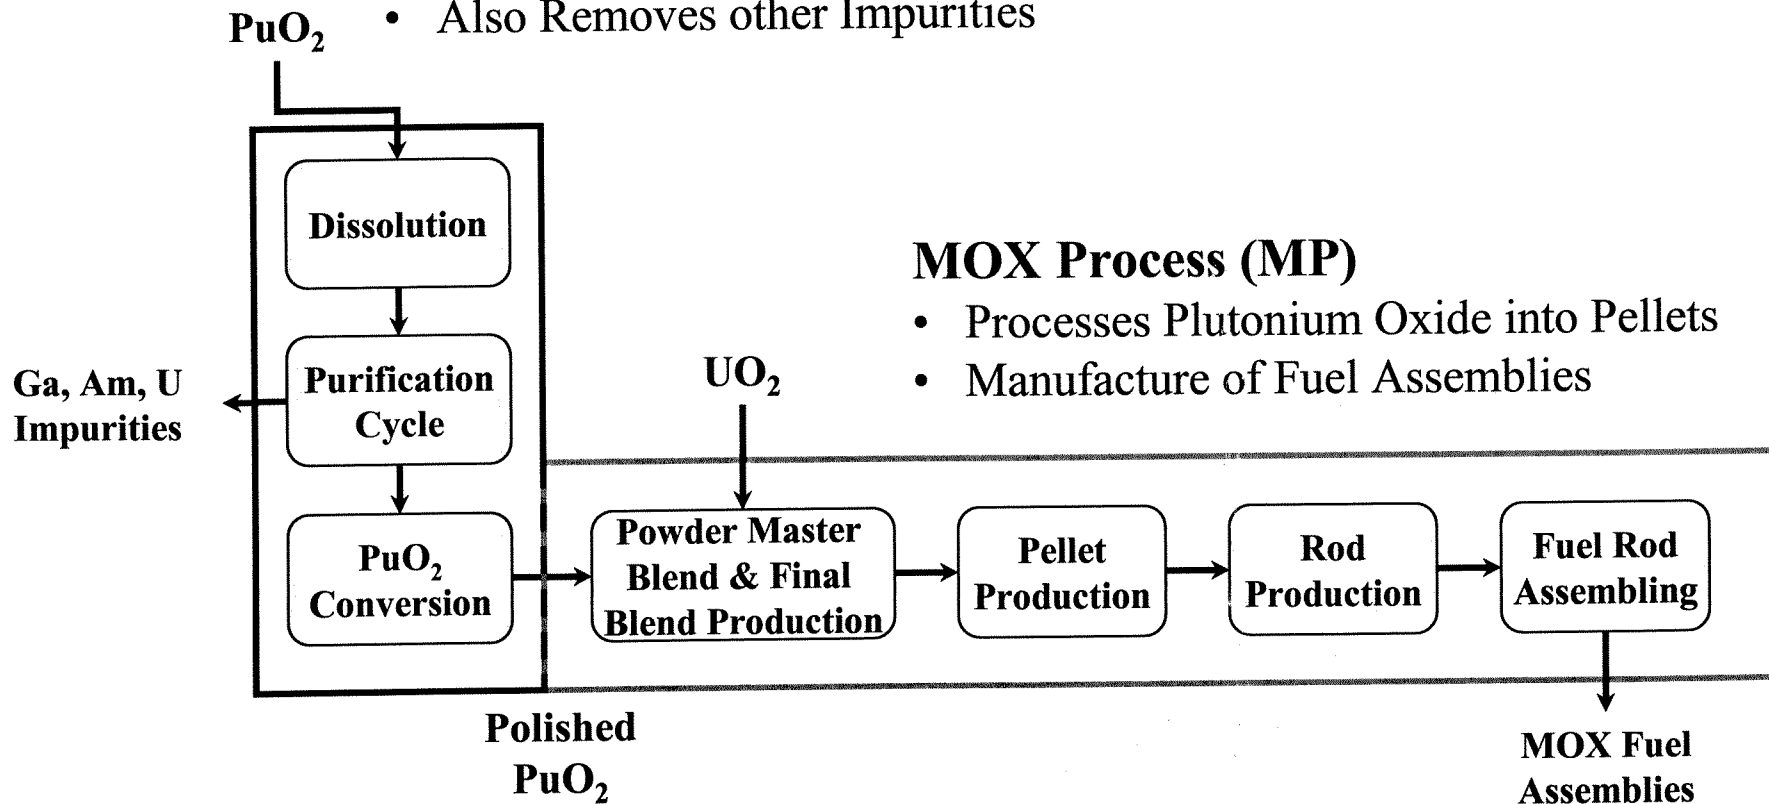 PuO₂
• Also Removes other Impurities
Dissolution
MOX Process (MP)
• Processes Plutonium Oxide into Pellets
• Manufacture of Fuel Assemblies
Ga, Am, U
Impurities
Purification
Cycle
UO₂
PuO₂
Conversion
Powder Master
Blend & Final
Blend Production
Pellet
Production
Rod
Production
Fuel Rod
Assembling
Polished
PuO₂
MOX Fuel
Assemblies